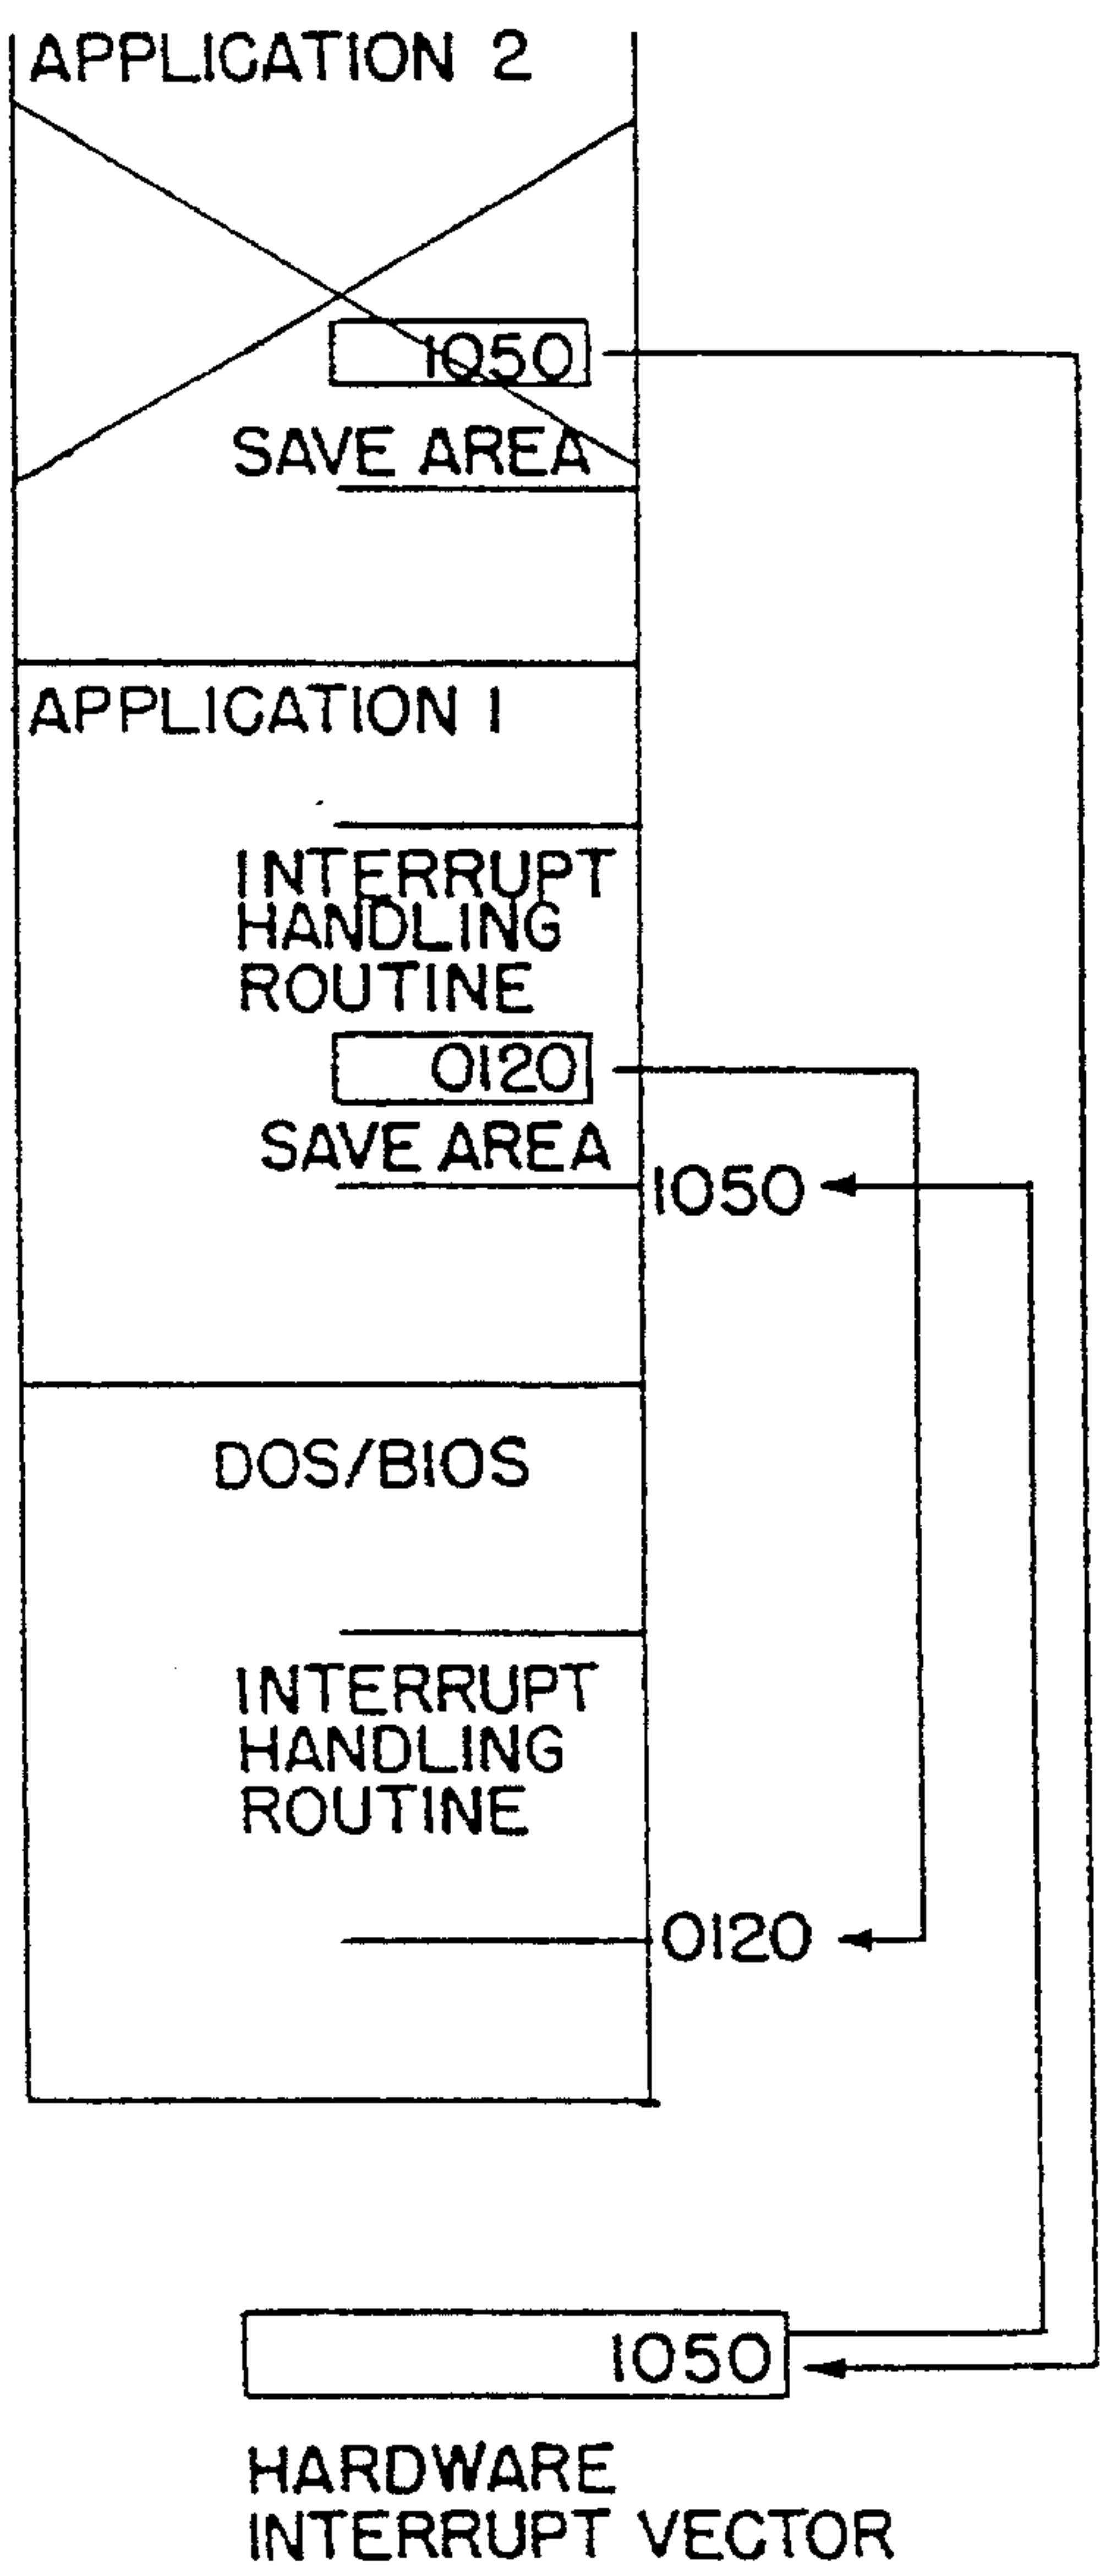 APPLICATION 2
1050
SAVE AREA
APPLICATION 1
INTERRUPT
HANDLING
ROUTINE
0120
SAVE AREA
1050
DOS/BIOS
INTERRUPT
HANDLING
ROUTINE
0120
1050
HARDWARE
INTERRUPT VECTOR